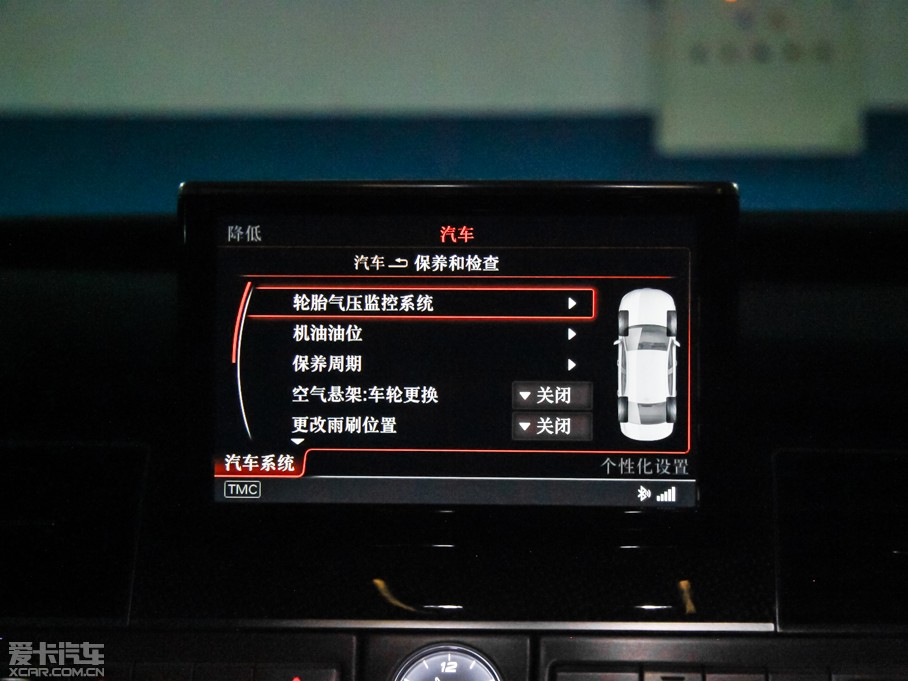 降低
汽车
汽车 保养和检查
轮胎气压监控系统
机油油位
保养周期
空气悬架:车轮更换 关闭
更改雨刷位置 关闭
汽车系统
个性化设置
TMC
12
爱卡汽车
XCAR.COM.CN